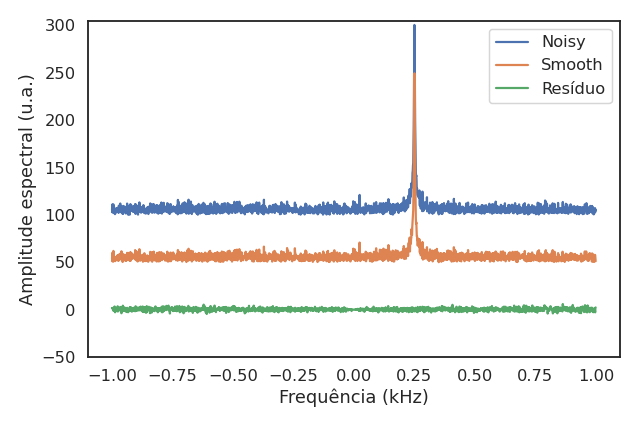 300
250
200
150
100
50
0
−50
Amplitude espectral (u.a.)
Noisy
Smooth
Resíduo
−1.00 −0.75 −0.50 −0.25 0.00 0.25 0.50 0.75 1.00
Frequência (kHz)